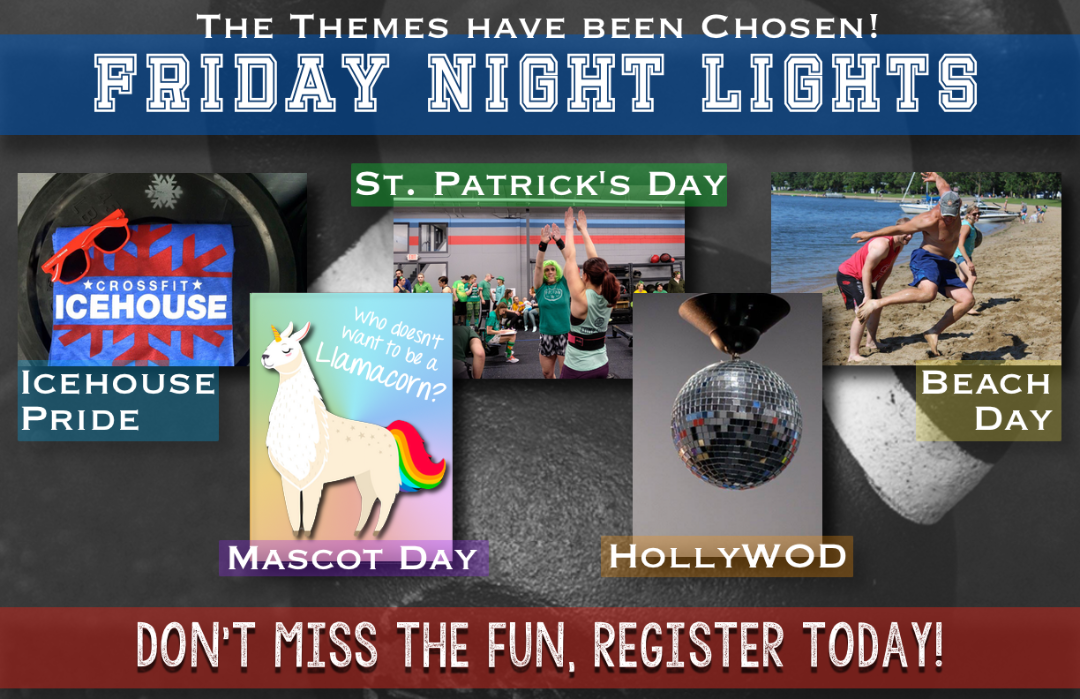 The Themes have been Chosen!
FRIDAY NIGHT LIGHTS
St. Patrick's Day
★CROSSFIT★
ICEHOUSE
Icehouse
Pride
Who doesn't
want to be a
Llamacorn?
Beach
Day
Mascot Day
HollyWOD
DON'T MISS THE FUN, REGISTER TODAY!